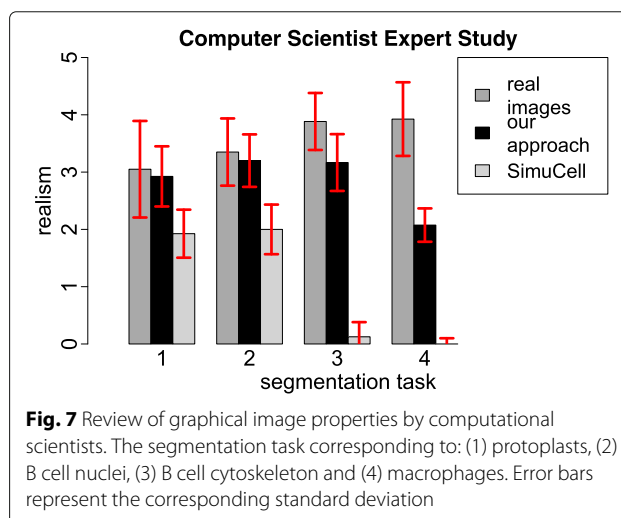 Computer Scientist Expert Study
5
4
3
2
1
0
realism
real
images
our
approach
SimuCell
1 2 3 4
segmentation task
Fig. 7 Review of graphical image properties by computational
scientists. The segmentation task corresponding to: (1) protoplasts, (2)
B cell nuclei, (3) B cell cytoskeleton and (4) macrophages. Error bars
represent the corresponding standard deviation